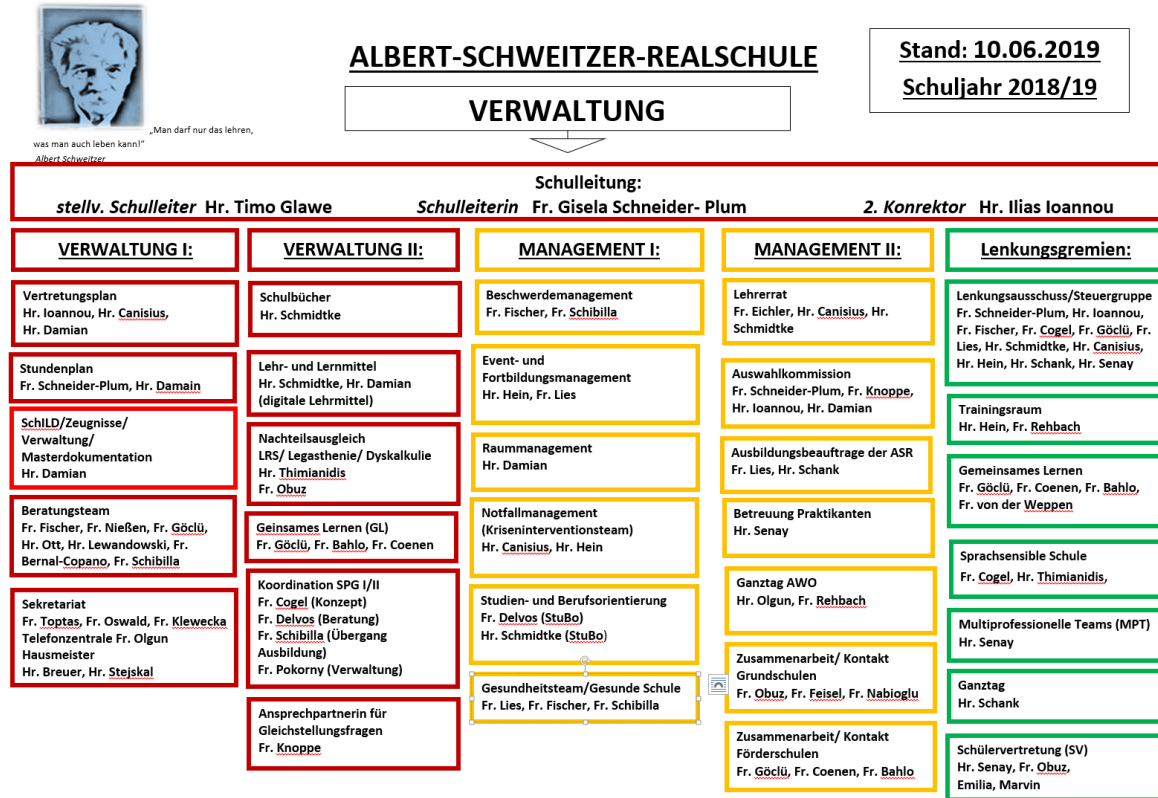 „Man darf nur das lehren,
was man auch leben kann!"
Albert Schweitzer
ALBERT-SCHWEITZER-REALSCHULE
VERWALTUNG
Stand: 10.06.2019
Schuljahr 2018/19
Schulleitung:
stellv. Schulleiter Hr. Timo Glawe Schulleiterin Fr. Gisela Schneider- Plum 2. Konrektor Hr. Ilias Ioannou
VERWALTUNG I:
Vertretungsplan
Hr. Ioannou, Hr. Canisius,
Hr. Damian
Stundenplan
Fr. Schneider-Plum, Hr. Damain
SchILD/Zeugnisse/
Verwaltung/
Masterdokumentation
Hr. Damian
Beratungsteam
Fr. Fischer, Fr. Nießen, Fr. Göclü,
Hr. Ott, Hr. Lewandowski, Fr.
Bernal-Copano, Fr. Schibilla
Sekretariat
Fr. Toptas, Fr. Oswald, Fr. Klewecka
Telefonzentrale Fr. Olgun
Hausmeister
Hr. Breuer, Hr. Stejskal
VERWALTUNG II:
Schulbücher
Hr. Schmidtke
Lehr- und Lernmittel
Hr. Schmidtke, Hr. Damian
(digitale Lehrmittel)
Nachteilsausgleich
LRS/ Legasthenie/ Dyskalkulie
Hr. Thimianidis
Fr. Obuz
Geinsames Lernen (GL)
Fr. Göclü, Fr. Bahlo, Fr. Coenen
Koordination SPG I/II
Fr. Cogel (Konzept)
Fr. Delvos (Beratung)
Fr. Schibilla (Übergang
Ausbildung)
Fr. Pokorny (Verwaltung)
Ansprechpartnerin für
Gleichstellungsfragen
Fr. Knoppe
MANAGEMENT I:
Beschwerdemanagement
Fr. Fischer, Fr. Schibilla
Event- und
Fortbildungsmanagement
Hr. Hein, Fr. Lies
Raummanagement
Hr. Damian
Notfallmanagement
(Kriseninterventionsteam)
Hr. Canisius, Hr. Hein
Studien- und Berufsorientierung
Fr. Delvos (StuBo)
Hr. Schmidtke (StuBo)
Gesundheitsteam/Gesunde Schule
Fr. Lies, Fr. Fischer, Fr. Schibilla
MANAGEMENT II:
Lehrerrat
Fr. Eichler, Hr. Canisius, Hr.
Schmidtke
Auswahlkommission
Fr. Schneider-Plum, Fr. Knoppe,
Hr. Ioannou, Hr. Damian
Ausbildungsbeauftrage der ASR
Fr. Lies, Hr. Schank
Betreuung Praktikanten
Hr. Senay
Ganztag AWO
Hr. Olgun, Fr. Rehbach
Zusammenarbeit/ Kontakt
Grundschulen
Fr. Obuz, Fr. Feisel, Fr. Nabioglu
Zusammenarbeit/ Kontakt
Förderschulen
Fr. Göclü, Fr. Coenen, Fr. Bahlo
Lenkungsgremien:
Lenkungsausschuss/Steuergruppe
Fr. Schneider-Plum, Hr. Ioannou,
Fr. Fischer, Fr. Cogel, Fr. Göclü, Fr.
Lies, Hr. Schmidtke, Hr. Canisius,
Hr. Hein, Hr. Schank, Hr. Senay
Trainingsraum
Hr. Hein, Fr. Rehbach
Gemeinsames Lernen
Fr. Göclü, Fr. Coenen, Fr. Bahlo,
Fr. von der Weppen
Sprachsensible Schule
Fr. Cogel, Hr. Thimianidis,
Multiprofessionelle Teams (MPT)
Hr. Senay
Ganztag
Hr. Schank
Schülervertretung (SV)
Hr. Senay, Fr. Obuz,
Emilia, Marvin